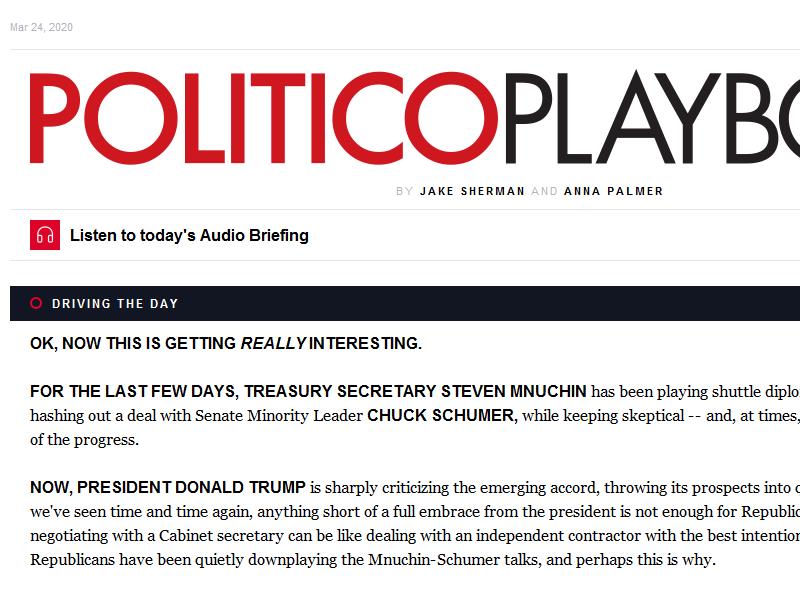 Mar 24, 2020
POLITICOPLAYBO
BY JAKE SHERMAN AND ANNA PALMER
Listen to today's Audio Briefing
DRIVING THE DAY
OK, NOW THIS IS GETTING REALLY INTERESTING.
FOR THE LAST FEW DAYS, TREASURY SECRETARY STEVEN MNUCHIN has been playing shuttle diplo
hashing out a deal with Senate Minority Leader CHUCK SCHUMER, while keeping skeptical -- and, at times,
of the progress.
NOW, PRESIDENT DONALD TRUMP is sharply criticizing the emerging accord, throwing its prospects into
we've seen time and time again, anything short of a full embrace from the president is not enough for Republic
negotiating with a Cabinet secretary can be like dealing with an independent contractor with the best intention
Republicans have been quietly downplaying the Mnuchin-Schumer talks, and perhaps this is why.